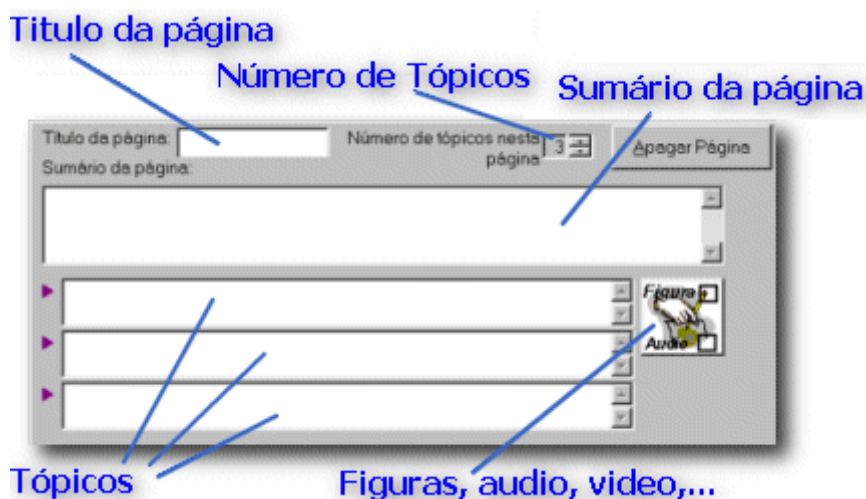 Titulo da página
Número de Tópicos
Sumário da página
Título da página:
Número de tópicos nesta
página
3
Apagar Página
Sumário da página:
Figura
Audio
Tópicos
Figuras, audio, video,...